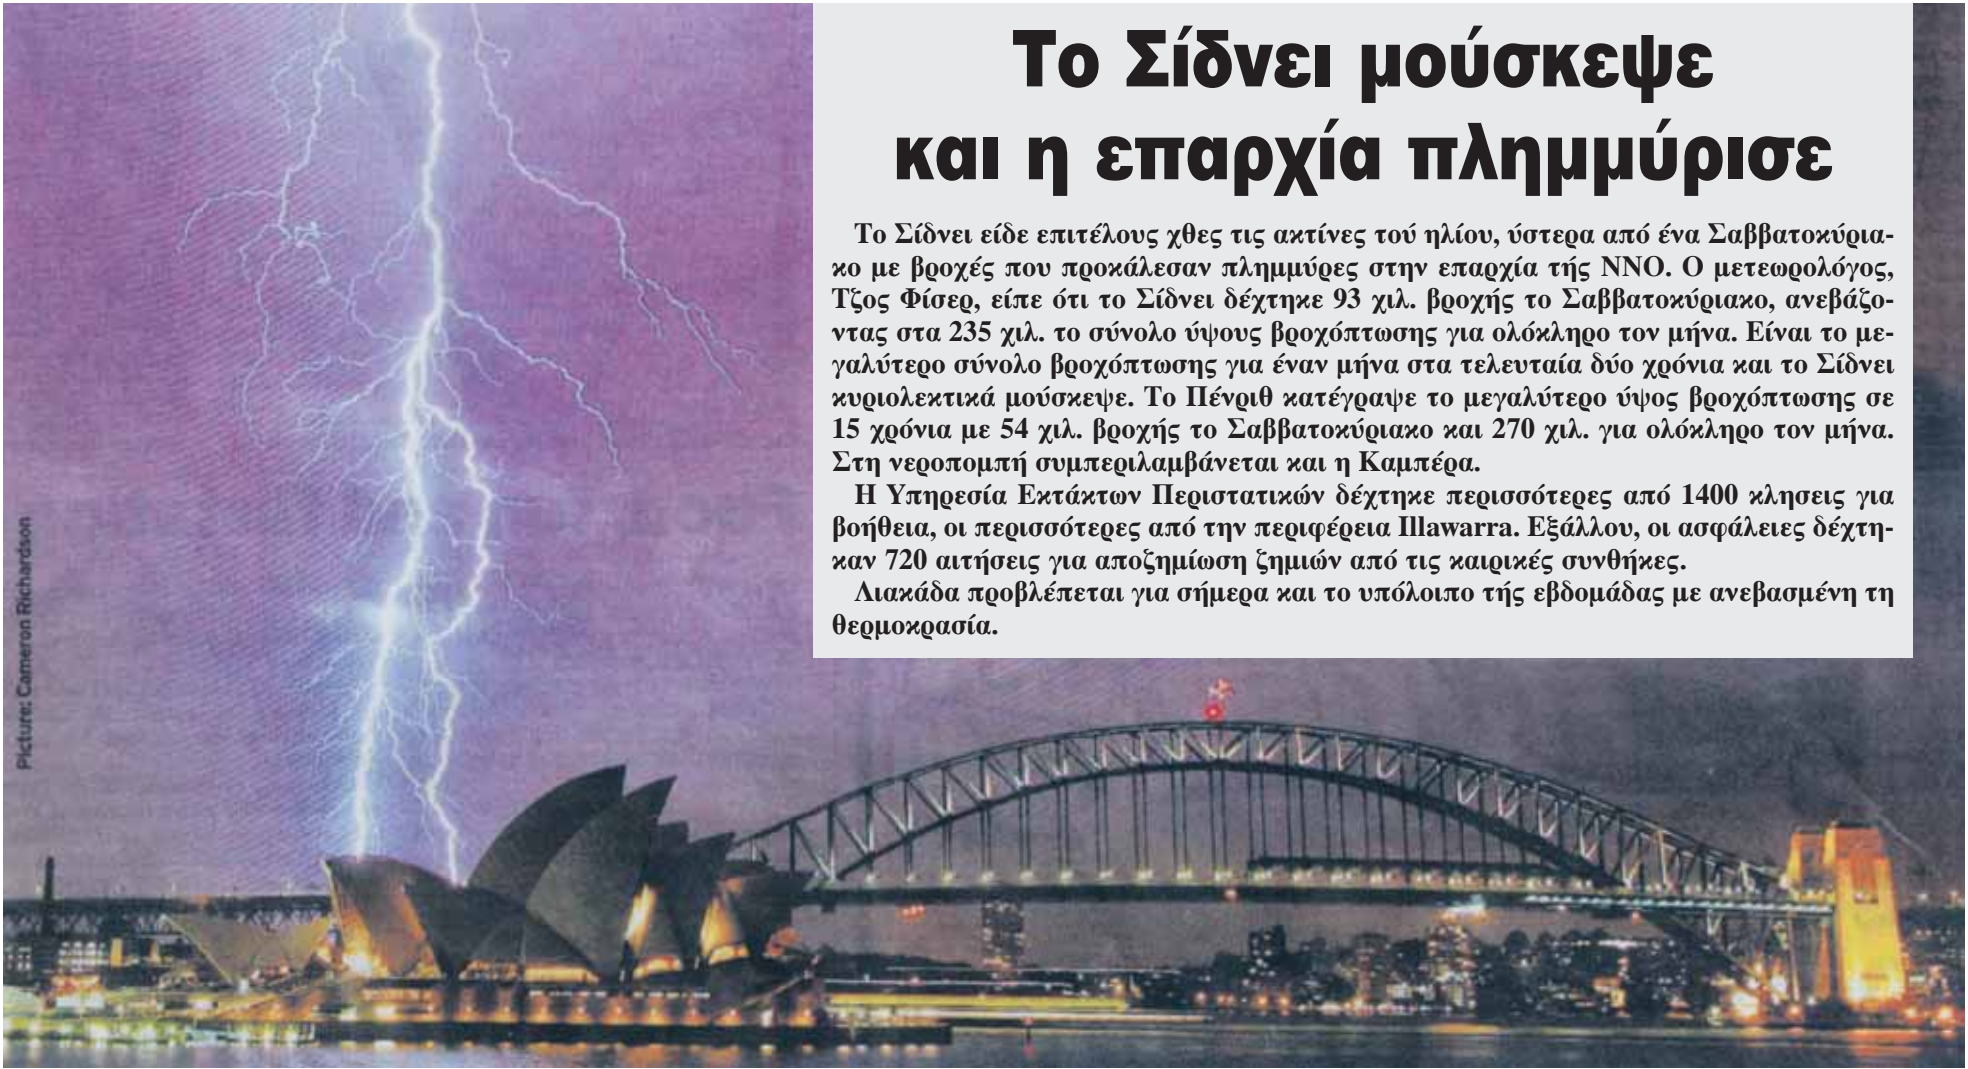 Το Σίδνει μούσκεψε
και η επαρχία πλημμύρισε
Το Σίδνει είδε επιτέλους χθες τις ακτίνες τού ηλίου, ύστερα από ένα Σαββατοκύρια-
κο με βροχές που προκάλεσαν πλημμύρες στην επαρχία τής ΝΝΟ. Ο μετεωρολόγος,
Τζος Φίσερ, είπε ότι το Σίδνει δέχτηκε 93 χιλ. βροχής το Σαββατοκύριακο, ανεβάζο-
ντας στα 235 χιλ. το σύνολο ύψους βροχόπτωσης για ολόκληρο τον μήνα. Είναι το με-
γαλύτερο σύνολο βροχόπτωσης για έναν μήνα στα τελευταία δύο χρόνια και το Σίδνει
κυριολεκτικά μούσκεψε. Το Πένριθ κατέγραψε το μεγαλύτερο ύψος βροχόπτωσης σε
15 χρόνια με 54 χιλ. βροχής το Σαββατοκύριακο και 270 χιλ. για ολόκληρο τον μήνα.
Στη νεροπομπή συμπεριλαμβάνεται και η Καμπέρα.
Η Υπηρεσία Εκτάκτων Περιστατικών δέχτηκε περισσότερες από 1400 κλησεις για
βοήθεια, οι περισσότερες από την περιφέρεια Illawarra. Εξάλλου, οι ασφάλειες δέχτη-
καν 720 αιτήσεις για αποζημίωση ζημιών από τις καιρικές συνθήκες.
Λιακάδα προβλέπεται για σήμερα και το υπόλοιπο τής εβδομάδας με ανεβασμένη τη
θερμοκρασία.
Picture: Cameron Richardson